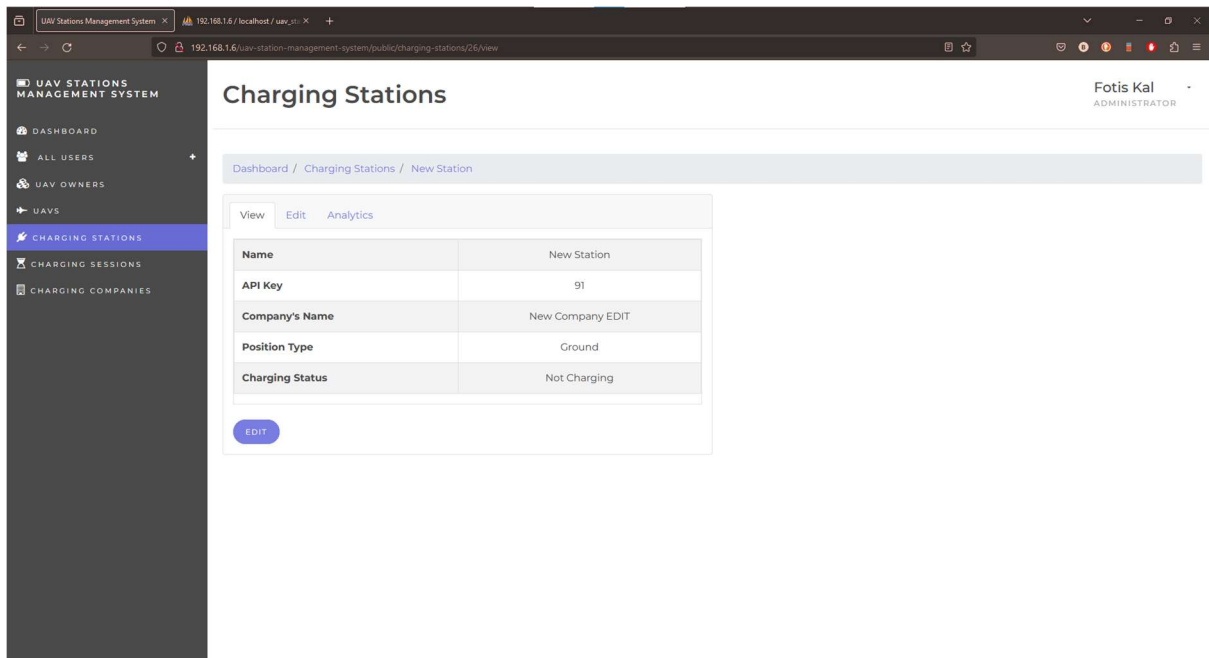 UAV Stations Management System
192.168.1.6 / localhost / uav_sta
192.168.1.6/uav-station-management-system/public/charging-stations/26/view
UAV STATIONS
MANAGEMENT SYSTEM
DASHBOARD
ALL USERS +
UAV OWNERS
UAVS
CHARGING STATIONS
CHARGING SESSIONS
CHARGING COMPANIES
Charging Stations
Fotis Kal
ADMINISTRATOR
Dashboard / Charging Stations / New Station
View Edit Analytics
Name New Station
API Key 91
Company's Name New Company EDIT
Position Type Ground
Charging Status Not Charging
EDIT